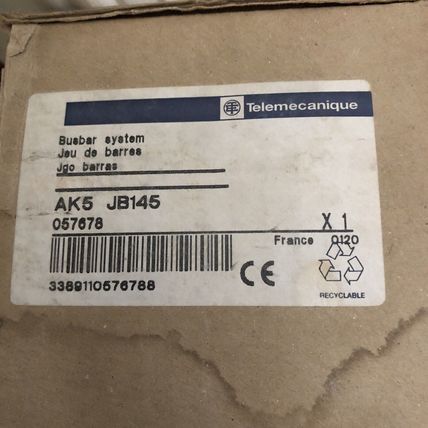 Telemecanique
Busbar system
Jeu de barres
Jgo barras
AK5 JB145
057678
X 1
France 0120
3389110576788
CE
RECYCLABLE